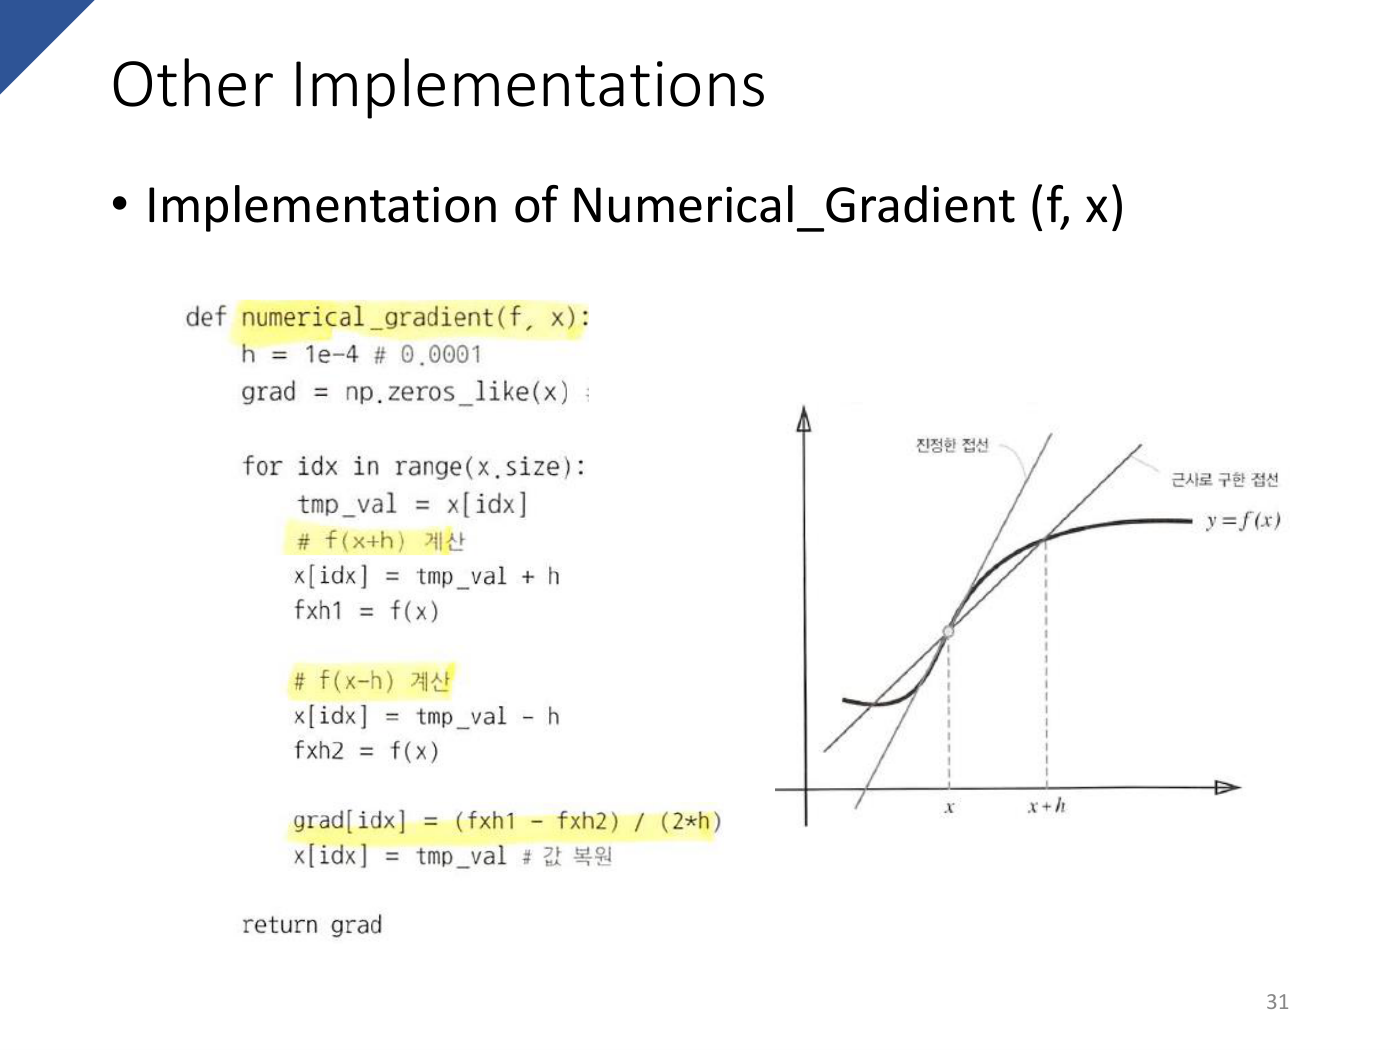 Other Implementations
• Implementation of Numerical_Gradient (f, x)
def numerical_gradient(f, x):
h = 1e-4 # 0.0001
grad = np.zeros_like(x)
for idx in range(x.size):
tmp_val = x[idx]
# f(x+h) 계산
x[idx] = tmp_val + h
fxh1 = f(x)
# f(x-h) 계산
x[idx] = tmp_val - h
fxh2 = f(x)
grad[idx] = (fxh1 - fxh2) / (2*h)
x[idx] = tmp_val # 값 복원
return grad
진정한 접선
근사로 구한 접선
y = f(x)
x
x + h
31